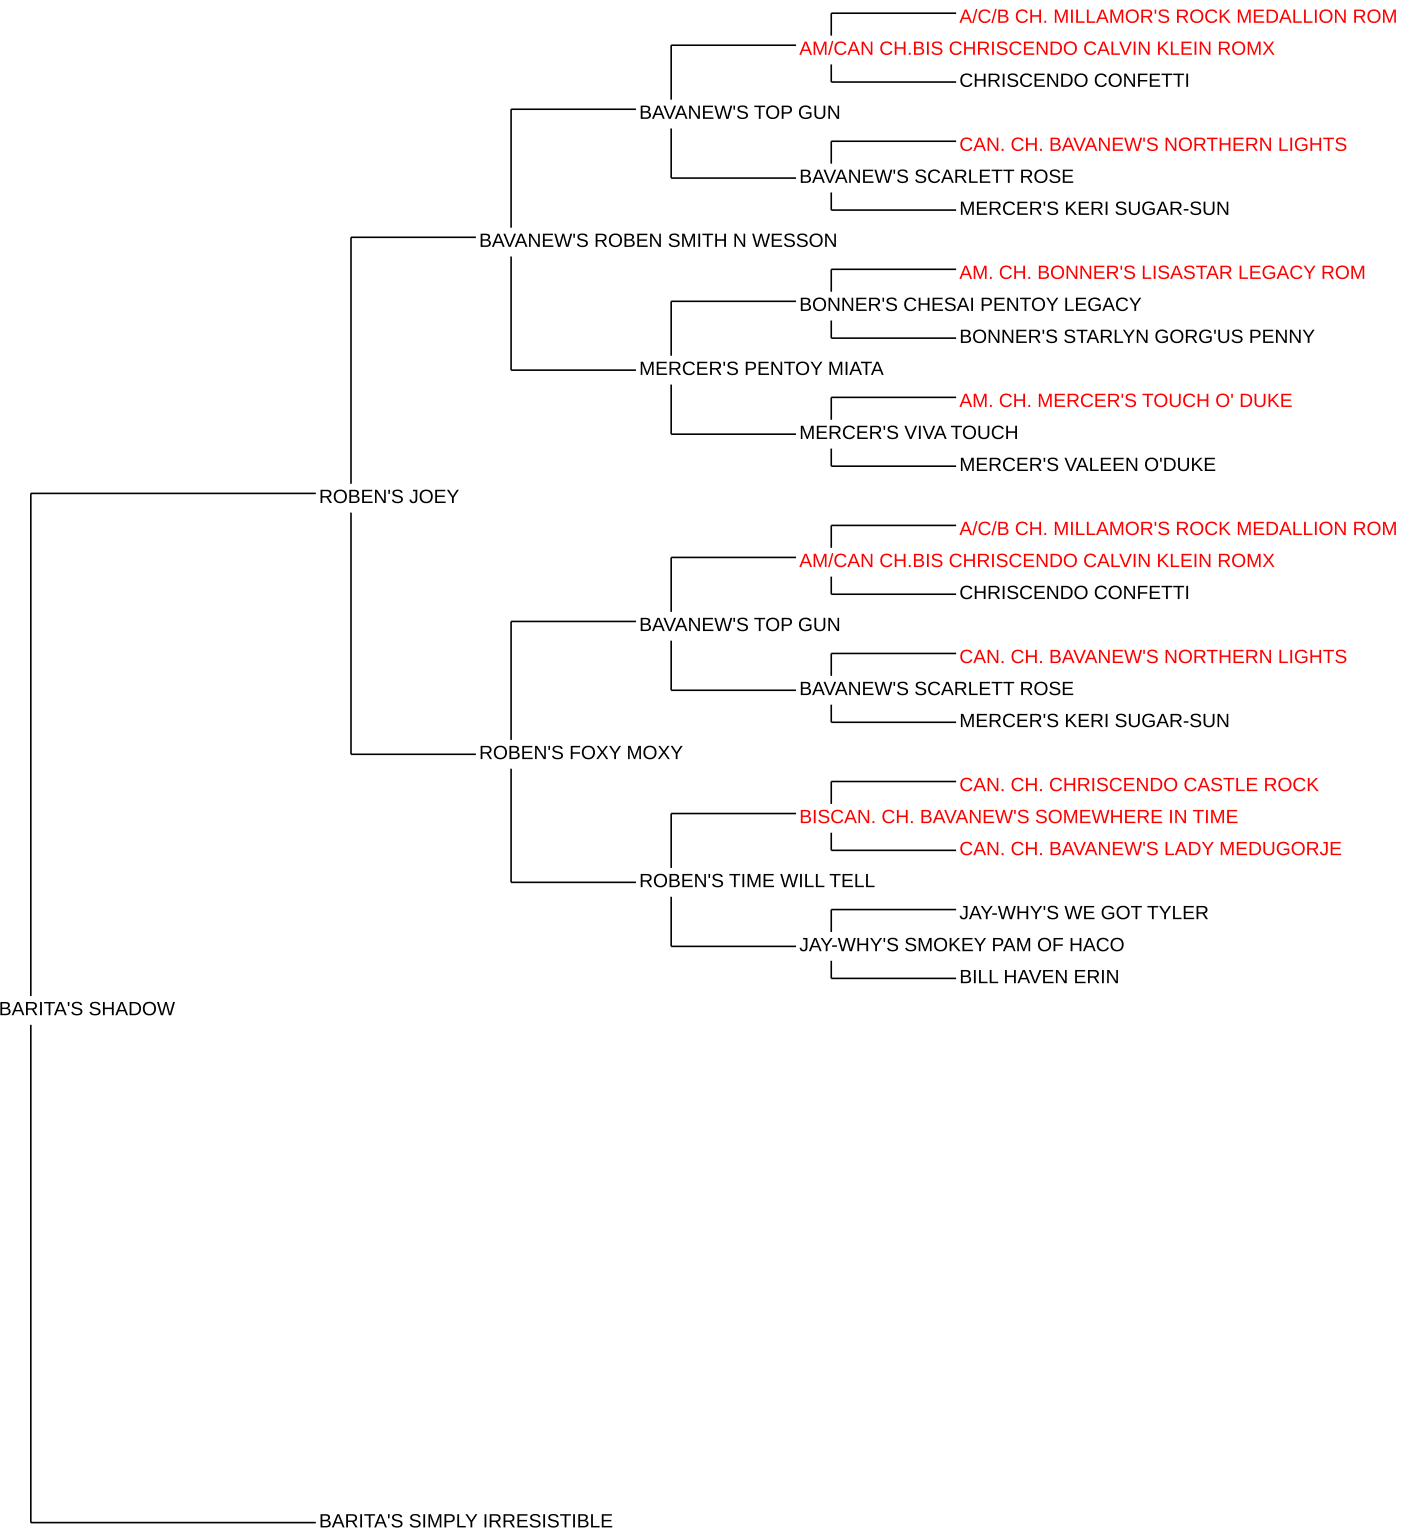 A/C/B CH. MILLAMOR'S ROCK MEDALLION ROM
AM/CAN CH.BIS CHRISCENDO CALVIN KLEIN ROMX
CHRISCENDO CONFETTI
BAVANEW'S TOP GUN
CAN. CH. BAVANEW'S NORTHERN LIGHTS
BAVANEW'S SCARLETT ROSE
MERCER'S KERI SUGAR-SUN
BAVANEW'S ROBEN SMITH N WESSON
AM. CH. BONNER'S LISASTAR LEGACY ROM
BONNER'S CHESAI PENTOY LEGACY
BONNER'S STARLYN GORG'US PENNY
MERCER'S PENTOY MIATA
AM. CH. MERCER'S TOUCH O' DUKE
MERCER'S VIVA TOUCH
MERCER'S VALEEN O'DUKE
ROBEN'S JOEY
A/C/B CH. MILLAMOR'S ROCK MEDALLION ROM
AM/CAN CH.BIS CHRISCENDO CALVIN KLEIN ROMX
CHRISCENDO CONFETTI
BAVANEW'S TOP GUN
CAN. CH. BAVANEW'S NORTHERN LIGHTS
BAVANEW'S SCARLETT ROSE
MERCER'S KERI SUGAR-SUN
ROBEN'S FOXY MOXY
CAN. CH. CHRISCENDO CASTLE ROCK
BISCAN. CH. BAVANEW'S SOMEWHERE IN TIME
CAN. CH. BAVANEW'S LADY MEDUGORJE
ROBEN'S TIME WILL TELL
JAY-WHY'S WE GOT TYLER
JAY-WHY'S SMOKEY PAM OF HACO
BILL HAVEN ERIN
BARITA'S SHADOW
BARITA'S SIMPLY IRRESISTIBLE